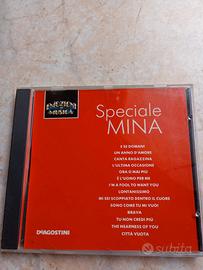 EMOZIONI
MUSICA
Speciale
MINA
E SE DOMANI
UN ANNO D'AMORE
CANTA RAGAZZINA
L'ULTIMA OCCASIONE
ORA O MAI PIÙ
È L'UOMO PER ME
I'M A FOOL TO WANT YOU
LONTANISSIMO
MI SEI SCOPPIATO DENTRO IL CUORE
SONO COME TU MI VUOI
BRAVA
TU NON CREDI PIÙ
THE NEARNESS OF YOU
CITTÀ VUOTA
DEAGOSTINI
subito